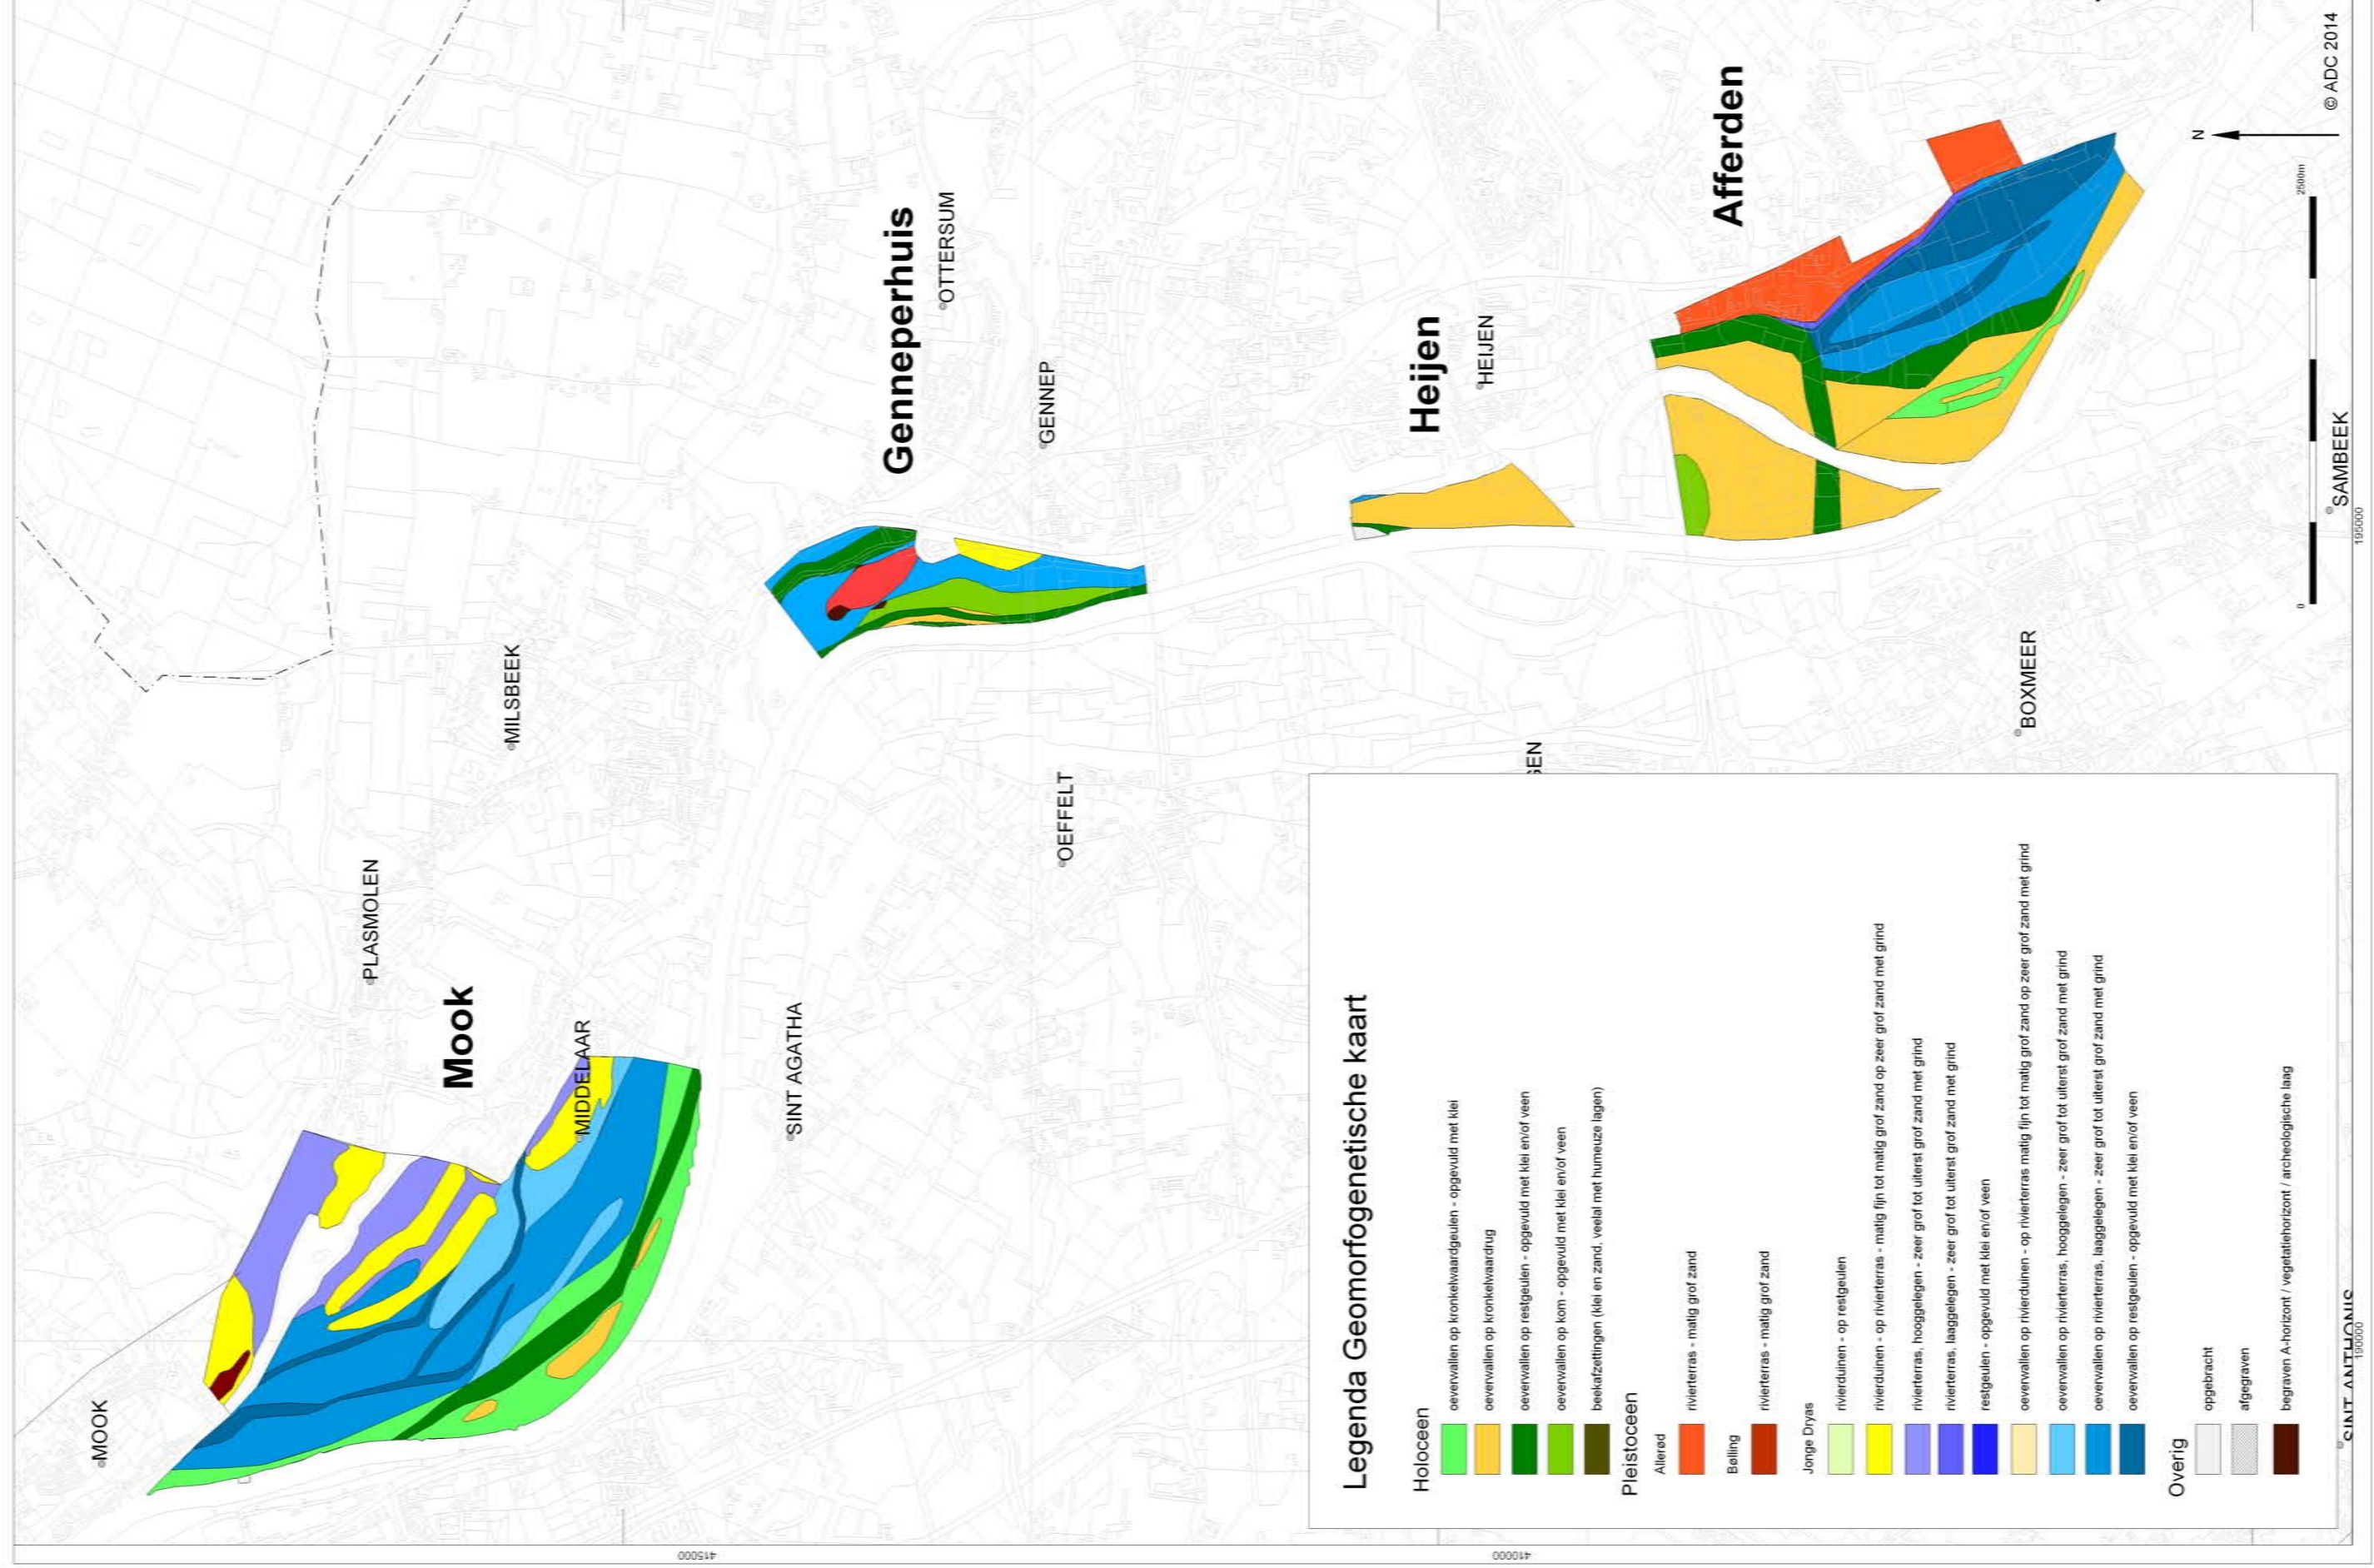 MOOK
PLASMOLEN
Mook
MILSBEEK
MIDDELAAR
SINT AGATHA
Genneperhuis
OTTERSUM
GENNEP
OEFFELT
Heijen
HEIJEN
Afferden
BOXMEER
SAMBEEK
SINT ANTHONIS
415000
410000
190000
195000
Legenda Geomorfogenetische kaart
Holoceen
oeverwallen op kronkelwaardgeulen - opgevuld met klei
oeverwallen op kronkelwaardrug
oeverwallen op restgeulen - opgevuld met klei en/of veen
oeverwallen op kom - opgevuld met klei en/of veen
beekafzettingen (klei en zand, veelal met humeuze lagen)
Pleistoceen
Allerød
rivierterras - matig grof zand
Bølling
rivierterras - matig grof zand
Jonge Dryas
rivierduinen - op restgeulen
rivierduinen - op rivierterras - matig fijn tot matig grof zand op zeer grof zand met grind
rivierterras, hooggelegen - zeer grof tot uiterst grof zand met grind
rivierterras, laaggelegen - zeer grof tot uiterst grof zand met grind
restgeulen - opgevuld met klei en/of veen
oeverwallen op rivierduinen - op rivierterras matig fijn tot matig grof zand op zeer grof zand met grind
oeverwallen op rivierterras, hooggelegen - zeer grof tot uiterst grof zand met grind
oeverwallen op rivierterras, laaggelegen - zeer grof tot uiterst grof zand met grind
oeverwallen op restgeulen - opgevuld met klei en/of veen
Overig
opgebracht
afgegraven
begraven A-horizont / vegetatiehorizont / archeologische laag
GEN
0
2500m
N
© ADC 2014